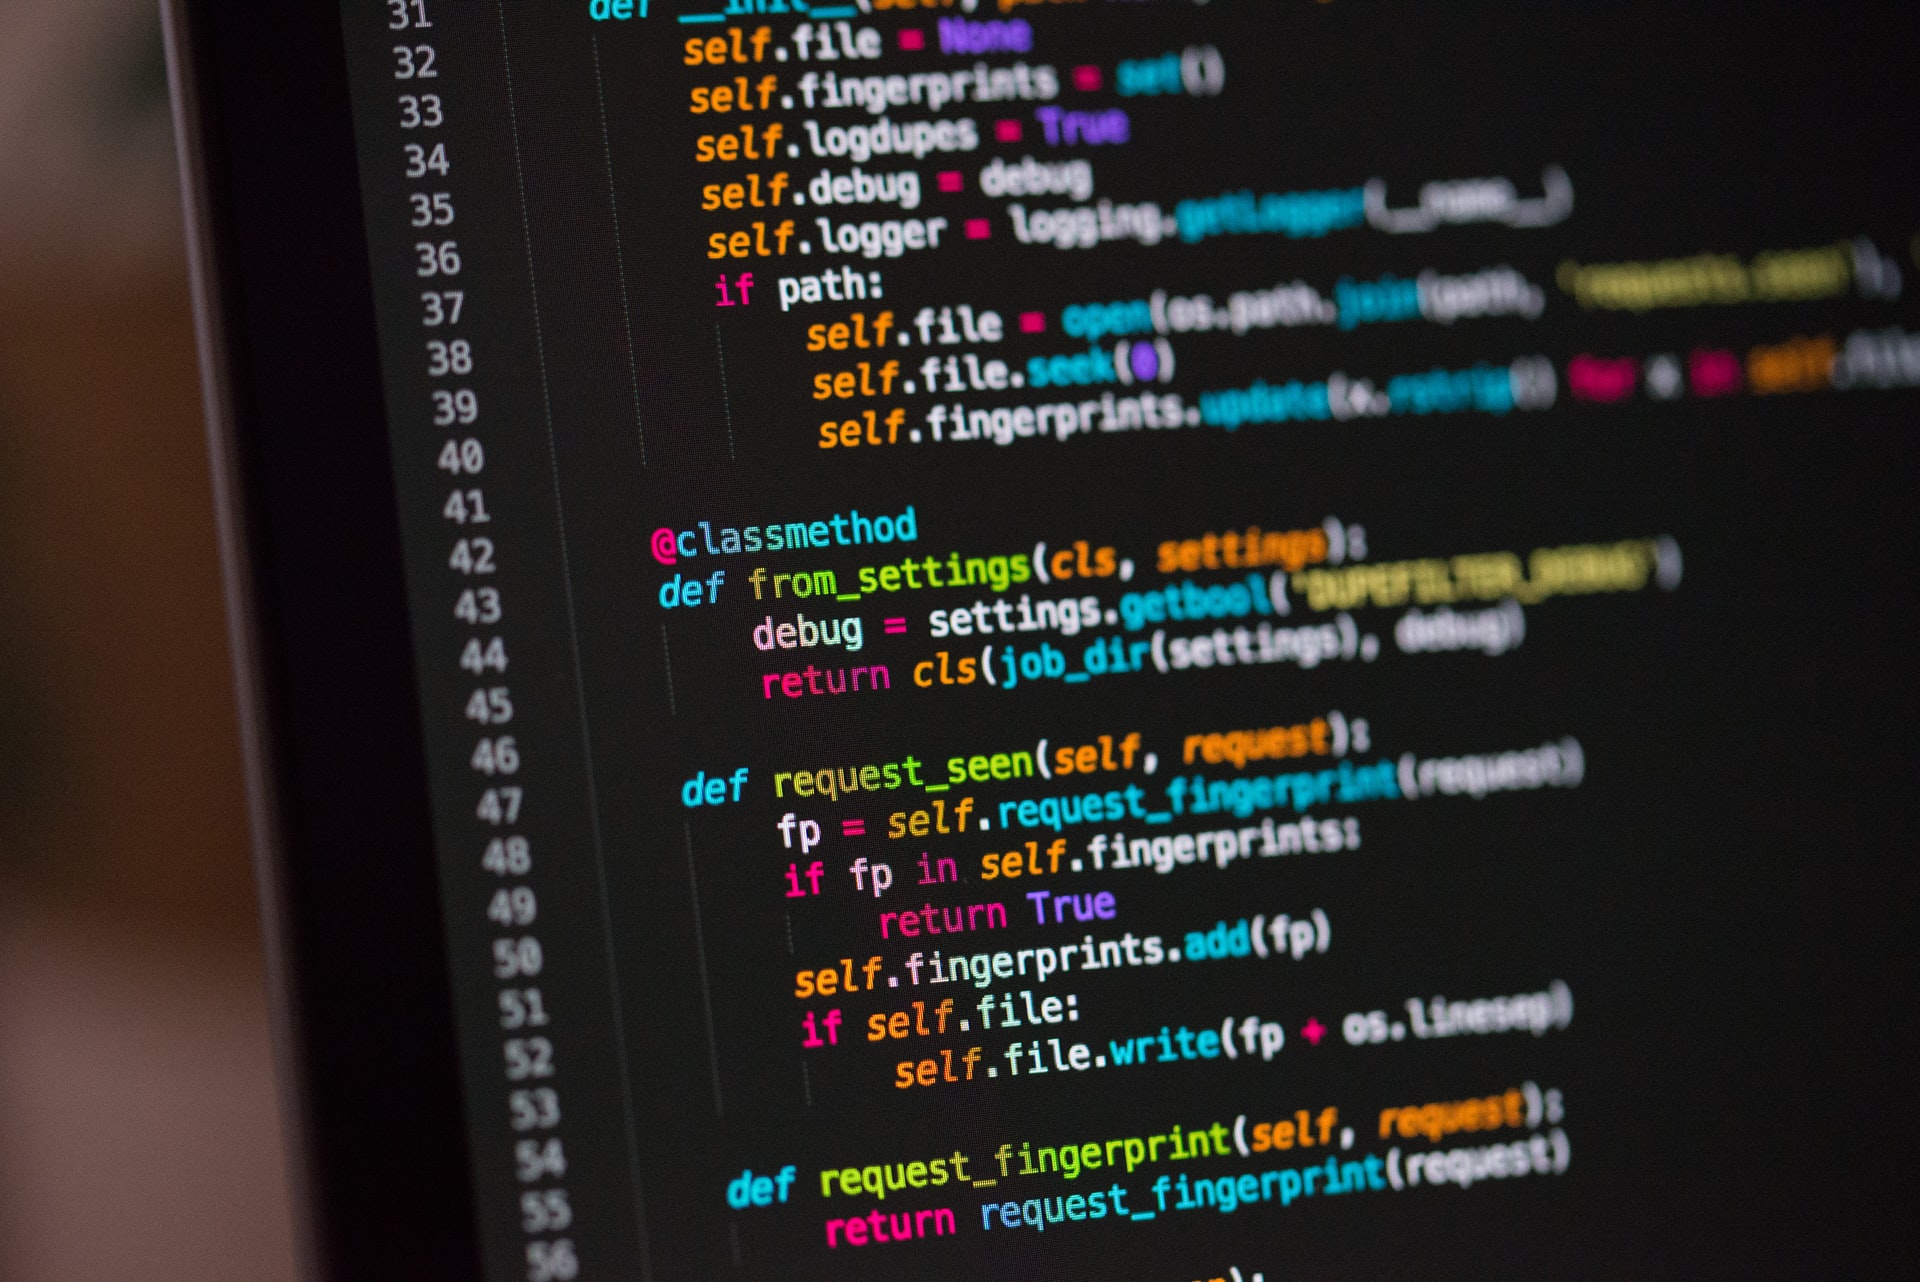 31 def __init__(self,
32 self.file = None
33 self.fingerprints = set()
34 self.logdupes = True
35 self.debug = debug
36 self.logger = logging.getLogger(__name__)
37 if path:
38 self.file = open(os.path.join(path, 'requests.seen'),
39 self.file.seek(0)
40 self.fingerprints.update(x.rstrip() for x in self.file
41
42 @classmethod
43 def from_settings(cls, settings):
44 debug = settings.getbool('DUPEFILTER_DEBUG')
45 return cls(job_dir(settings), debug)
46
47 def request_seen(self, request):
48 fp = self.request_fingerprint(request)
49 if fp in self.fingerprints:
50 return True
51 self.fingerprints.add(fp)
52 if self.file:
53 self.file.write(fp + os.linesep)
54
55 def request_fingerprint(self, request):
56 return request_fingerprint(request)